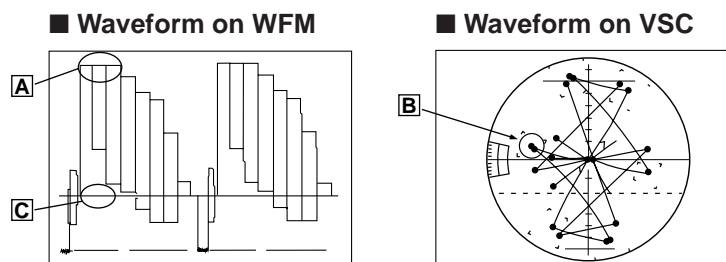 ■ Waveform on WFM
■ Waveform on VSC
A
B
C